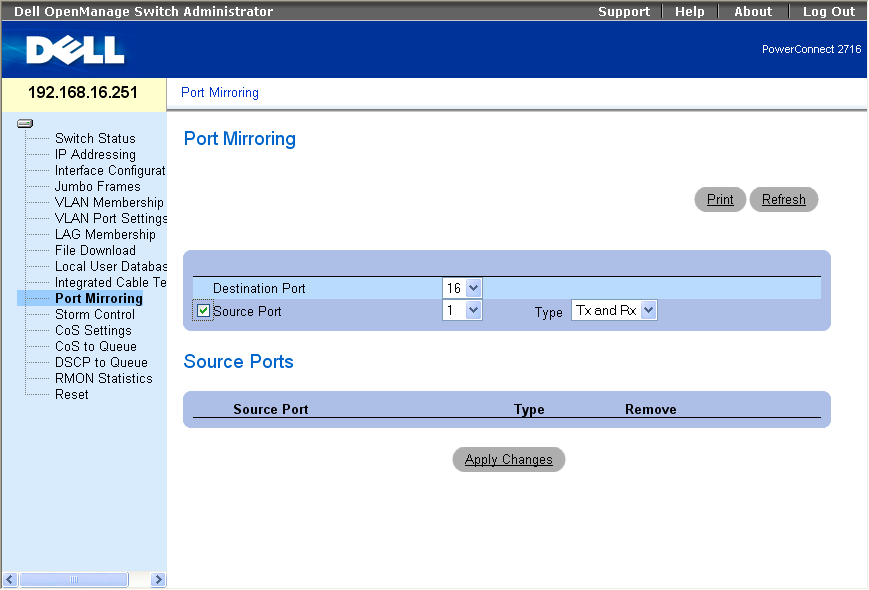 Dell OpenManage Switch Administrator Support Help About Log Out
DELL PowerConnect 2716
192.168.16.251 Port Mirroring
Switch Status
IP Addressing
Interface Configurat
Jumbo Frames
VLAN Membership
VLAN Port Settings
LAG Membership
File Download
Local User Databas
Integrated Cable Te
Port Mirroring
Storm Control
CoS Settings
CoS to Queue
DSCP to Queue
RMON Statistics
Reset
Port Mirroring
Print Refresh
Destination Port 16
Source Port 1 Type Tx and Rx
Source Ports
Source Port Type Remove
Apply Changes